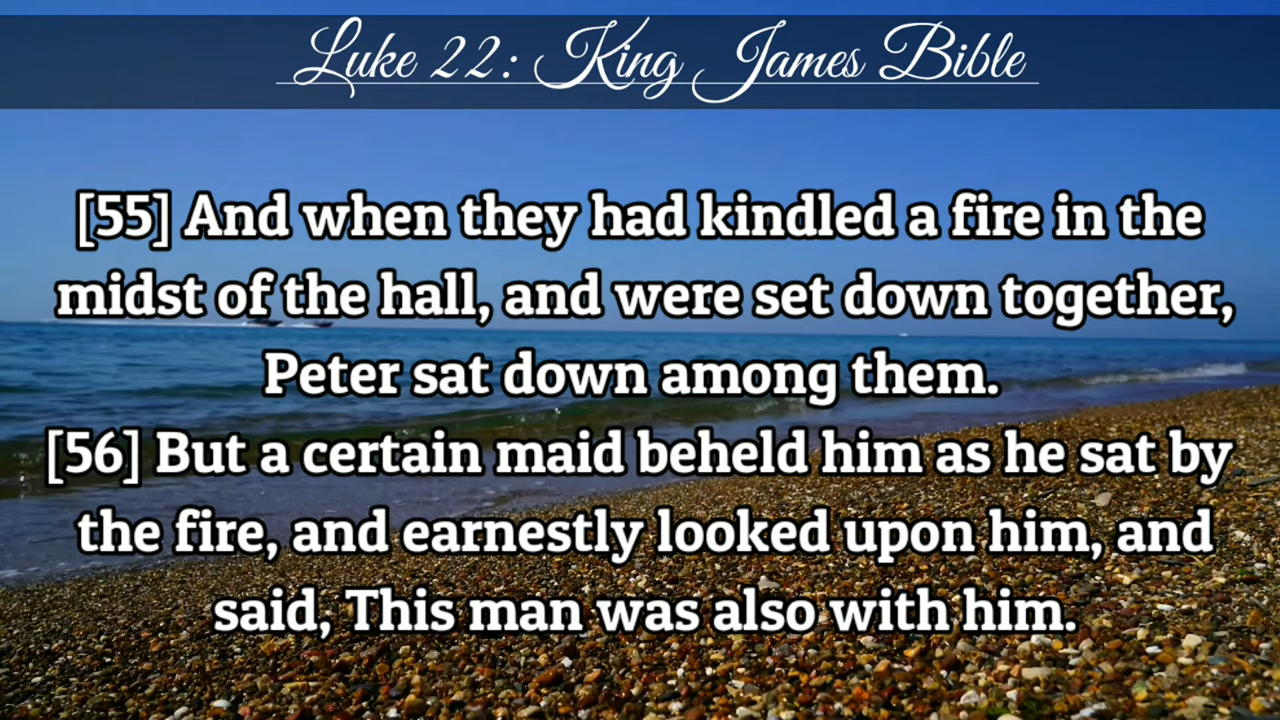 Luke 22: King James Bible
[55] And when they had kindled a fire in the
midst of the hall, and were set down together,
Peter sat down among them.
[56] But a certain maid beheld him as he sat by
the fire, and earnestly looked upon him, and
said, This man was also with him.